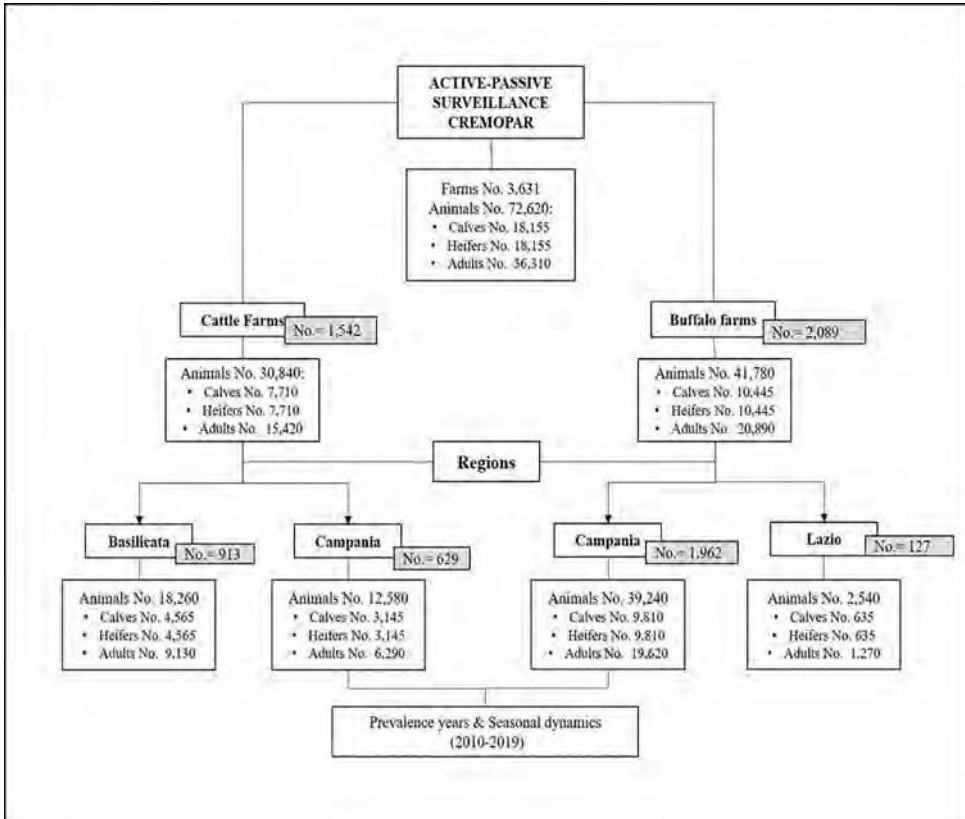 ACTIVE-PASSIVE
SURVEILLANCE
CREMOPAR
Farms No. 3,631
Animals No. 72,620:
• Calves No. 18,155
• Heifers No. 18,155
• Adults No. 36,310
Cattle Farms
No.= 1,542
Animals No. 30,840:
• Calves No. 7,710
• Heifers No. 7,710
• Adults No. 15,420
Buffalo farms
No.= 2,089
Animals No. 41,780
• Calves No. 10.445
• Heifers No. 10,445
• Adults No. 20,890
Regions
Basilicata
No.= 913
Animals No. 18,260
• Calves No. 4,565
• Heifers No. 4,565
• Adults No. 9,130
Campania
No.= 629
Animals No. 12,580
• Calves No. 3,145
• Heifers No. 3,145
• Adults No. 6,290
Campania
No.= 1,962
Animals No. 39,240
• Calves No. 9.810
• Heifers No. 9.810
• Adults No. 19,620
Lazio
No.= 127
Animals No. 2,540
• Calves No. 635
• Heifers No. 635
• Adults No. 1.270
Prevalence years & Seasonal dynamics
(2010-2019)